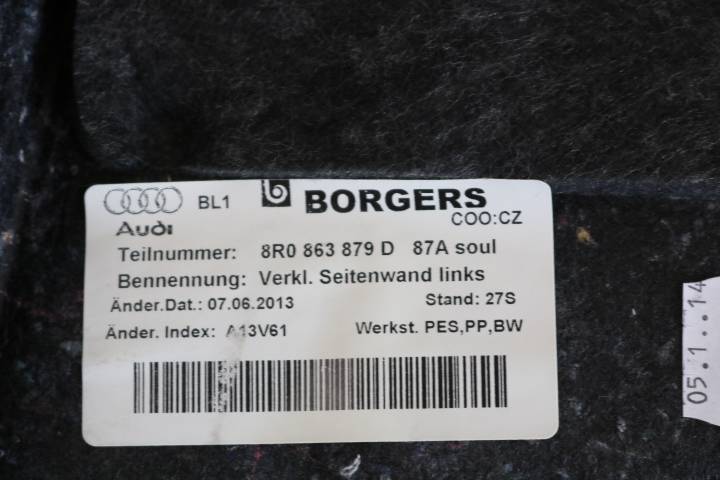 BL1 b BORGERS
Audi COO:CZ
Teilnummer: 8R0 863 879 D 87A soul
Bennennung: Verkl. Seitenwand links
Änder.Dat.: 07.06.2013 Stand: 27S
Änder. Index: A13V61 Werkst. PES,PP,BW
05.1..14